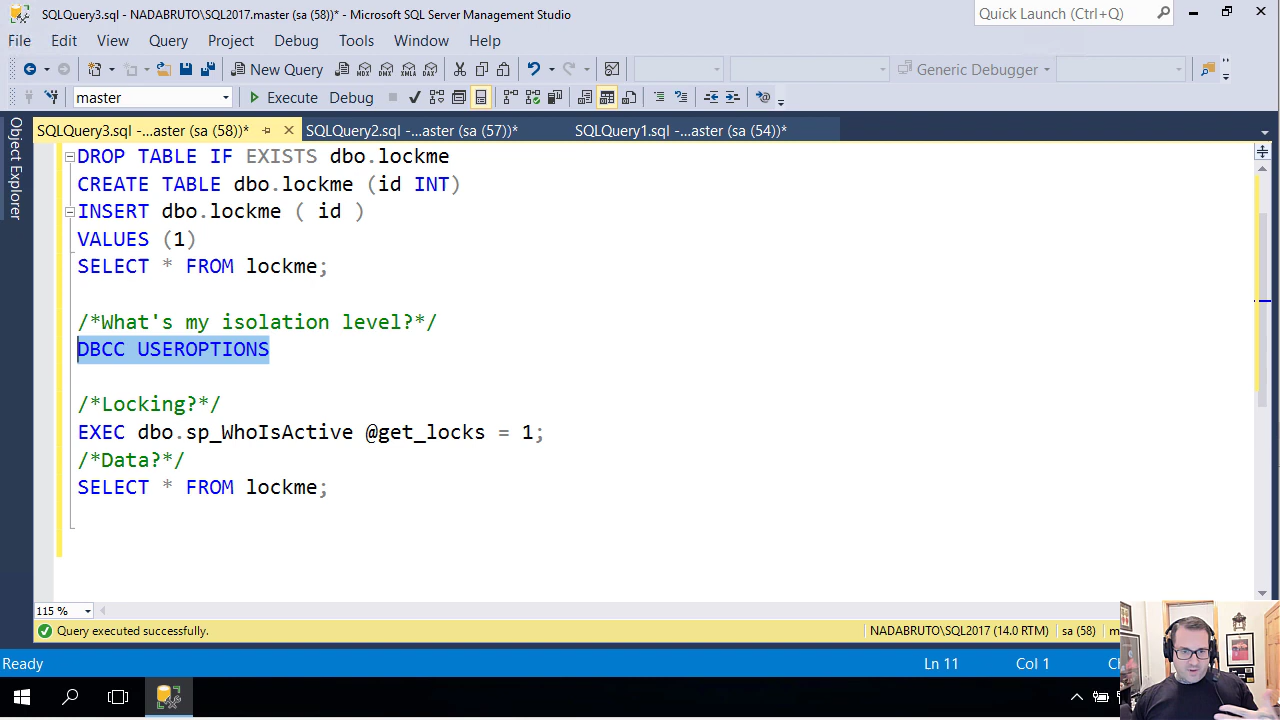 SQLQuery3.sql - NADABRUTO\SQL2017.master (sa (58))* - Microsoft SQL Server Management Studio
Quick Launch (Ctrl+Q)
File Edit View Query Project Debug Tools Window Help
New Query
Generic Debugger
master Execute Debug
SQLQuery3.sql -...aster (sa (58))* SQLQuery2.sql -...aster (sa (57))* SQLQuery1.sql -...aster (sa (54))*
Object Explorer
DROP TABLE IF EXISTS dbo.lockme
CREATE TABLE dbo.lockme (id INT)
INSERT dbo.lockme ( id )
VALUES (1)
SELECT * FROM lockme;
/*What's my isolation level?*/
DBCC USEROPTIONS
/*Locking?*/
EXEC dbo.sp_WhoIsActive @get_locks = 1;
/*Data?*/
SELECT * FROM lockme;
115 %
Query executed successfully. NADABRUTO\SQL2017 (14.0 RTM) sa (58)
Ready Ln 11 Col 1